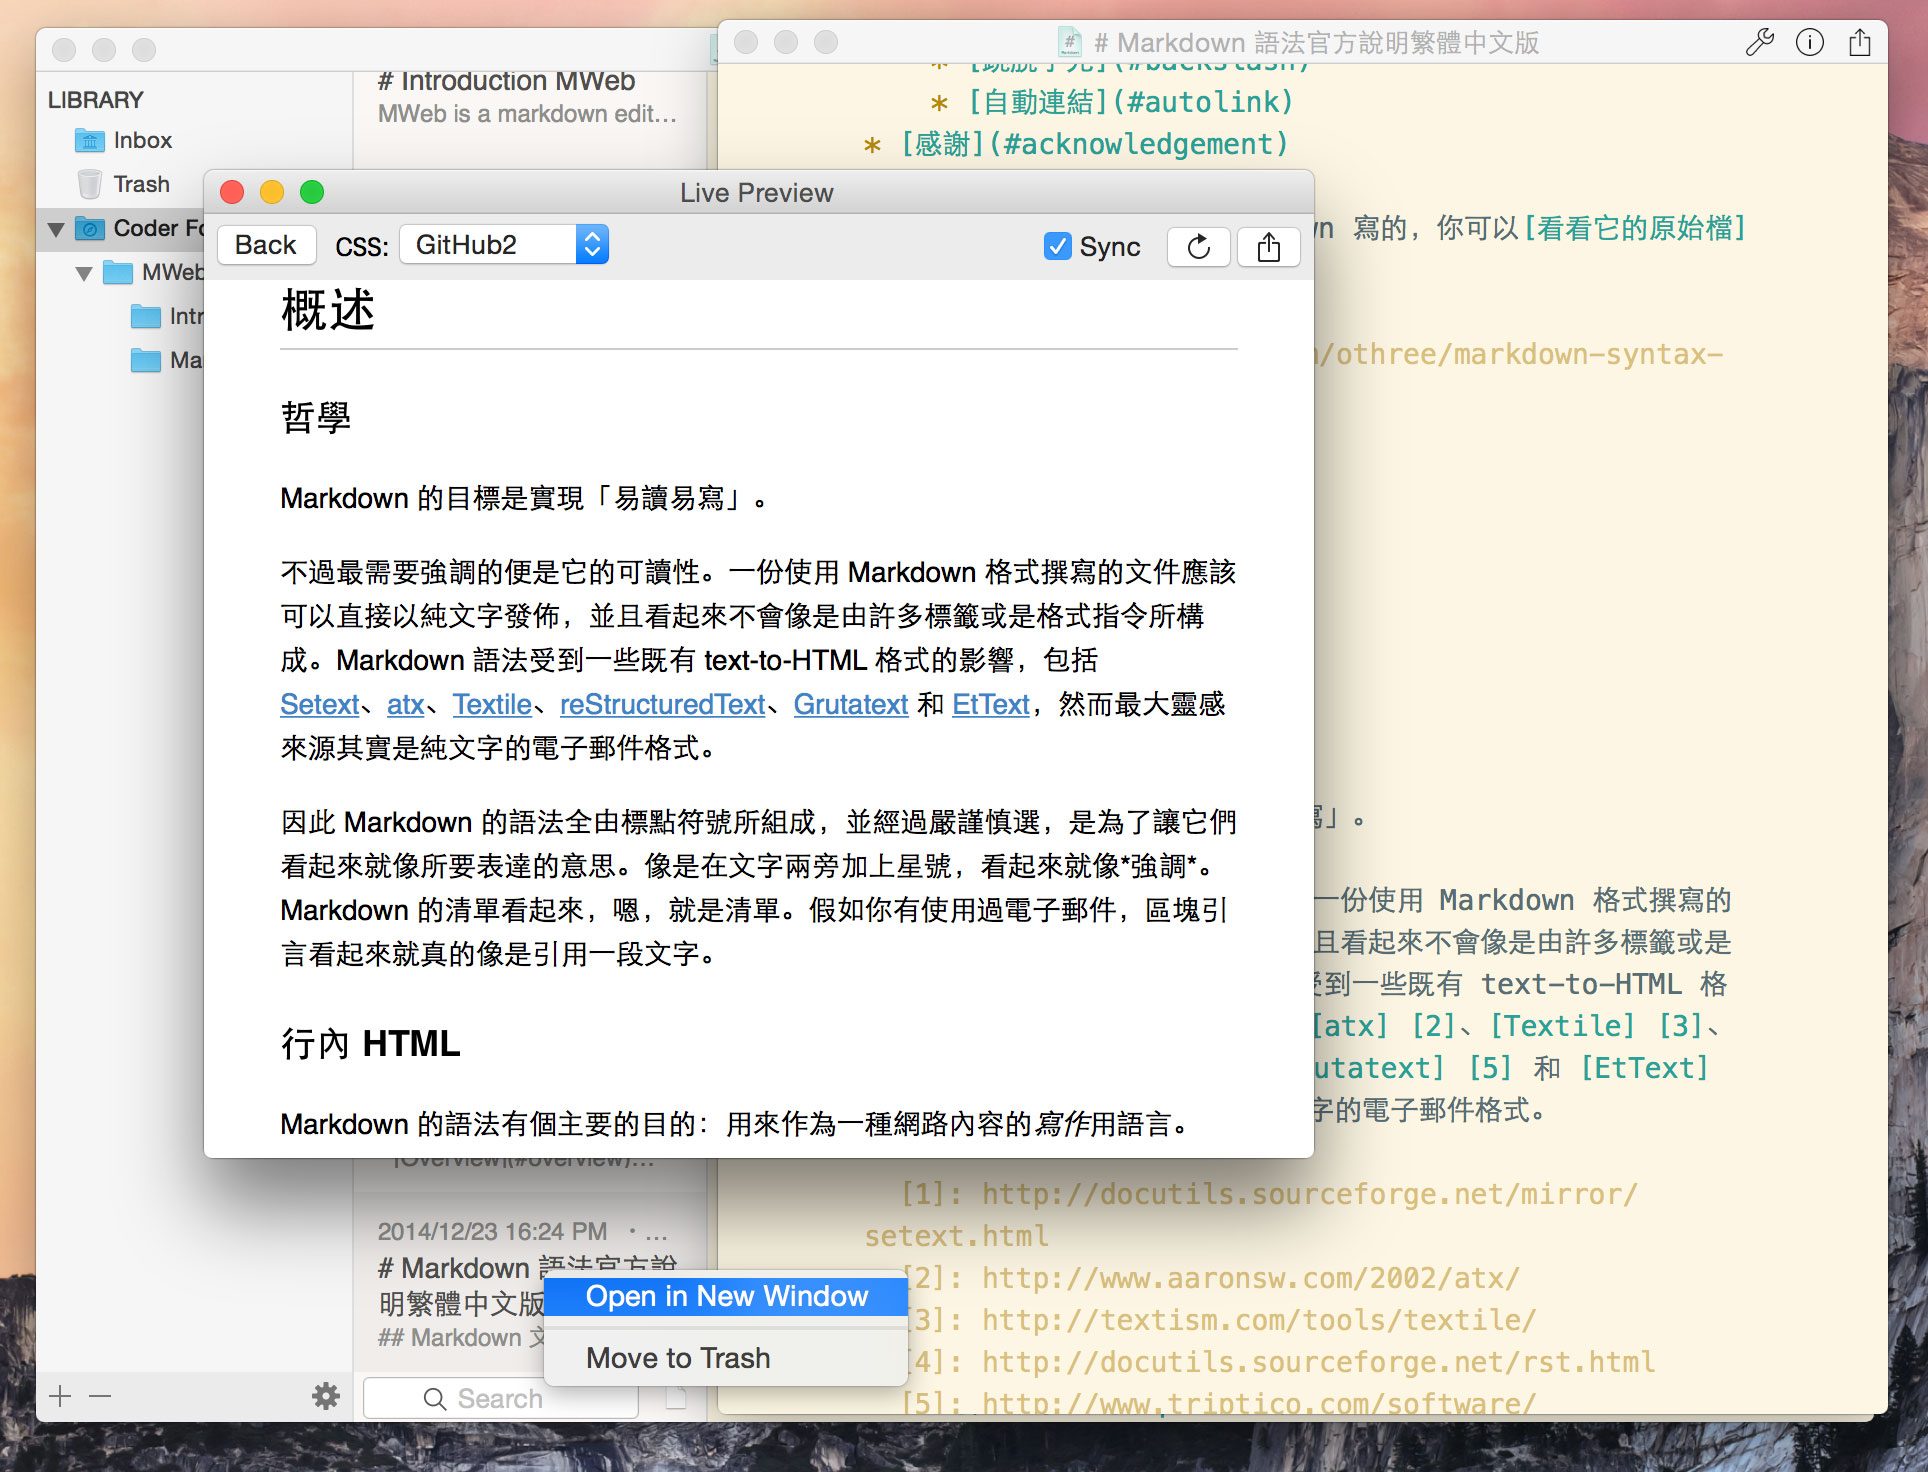 LIBRARY
Inbox
Trash
Coder Fo
MWeb
Intr
Ma
# Introduction MWeb
MWeb is a markdown edit...
[Overview](#overview)...
2014/12/23 16:24 PM · ...
# Markdown 語法官方說
明繁體中文版
## Markdown 文
Search
Open in New Window
Move to Trash
Live Preview
Back CSS: GitHub2 Sync
概述
哲學
Markdown 的目標是實現「易讀易寫」。
不過最需要強調的便是它的可讀性。一份使用 Markdown 格式撰寫的文件應該
可以直接以純文字發佈，並且看起來不會像是由許多標籤或是格式指令所構
成。Markdown 語法受到一些既有 text-to-HTML 格式的影響，包括
Setext、atx、Textile、reStructuredText、Grutatext 和 EtText，然而最大靈感
來源其實是純文字的電子郵件格式。
因此 Markdown 的語法全由標點符號所組成，並經過嚴謹慎選，是為了讓它們
看起來就像所要表達的意思。像是在文字兩旁加上星號，看起來就像*強調*。
Markdown 的清單看起來，嗯，就是清單。假如你有使用過電子郵件，區塊引
言看起來就真的像是引用一段文字。
行內 HTML
Markdown 的語法有個主要的目的：用來作為一種網路內容的寫作用語言。
# Markdown 語法官方說明繁體中文版
* [跳脫字元](#backslash)
* [自動連結](#autolink)
* [感謝](#acknowledgement)
wn 寫的，你可以[看看它的原始檔]
/othree/markdown-syntax-
寫」。
一份使用 Markdown 格式撰寫的
且看起來不會像是由許多標籤或是
受到一些既有 text-to-HTML 格
[atx] [2]、[Textile] [3]、
utatext] [5] 和 [EtText]
字的電子郵件格式。
[1]: http://docutils.sourceforge.net/mirror/
setext.html
[2]: http://www.aaronsw.com/2002/atx/
[3]: http://textism.com/tools/textile/
[4]: http://docutils.sourceforge.net/rst.html
[5]: http://www.triptico.com/software/